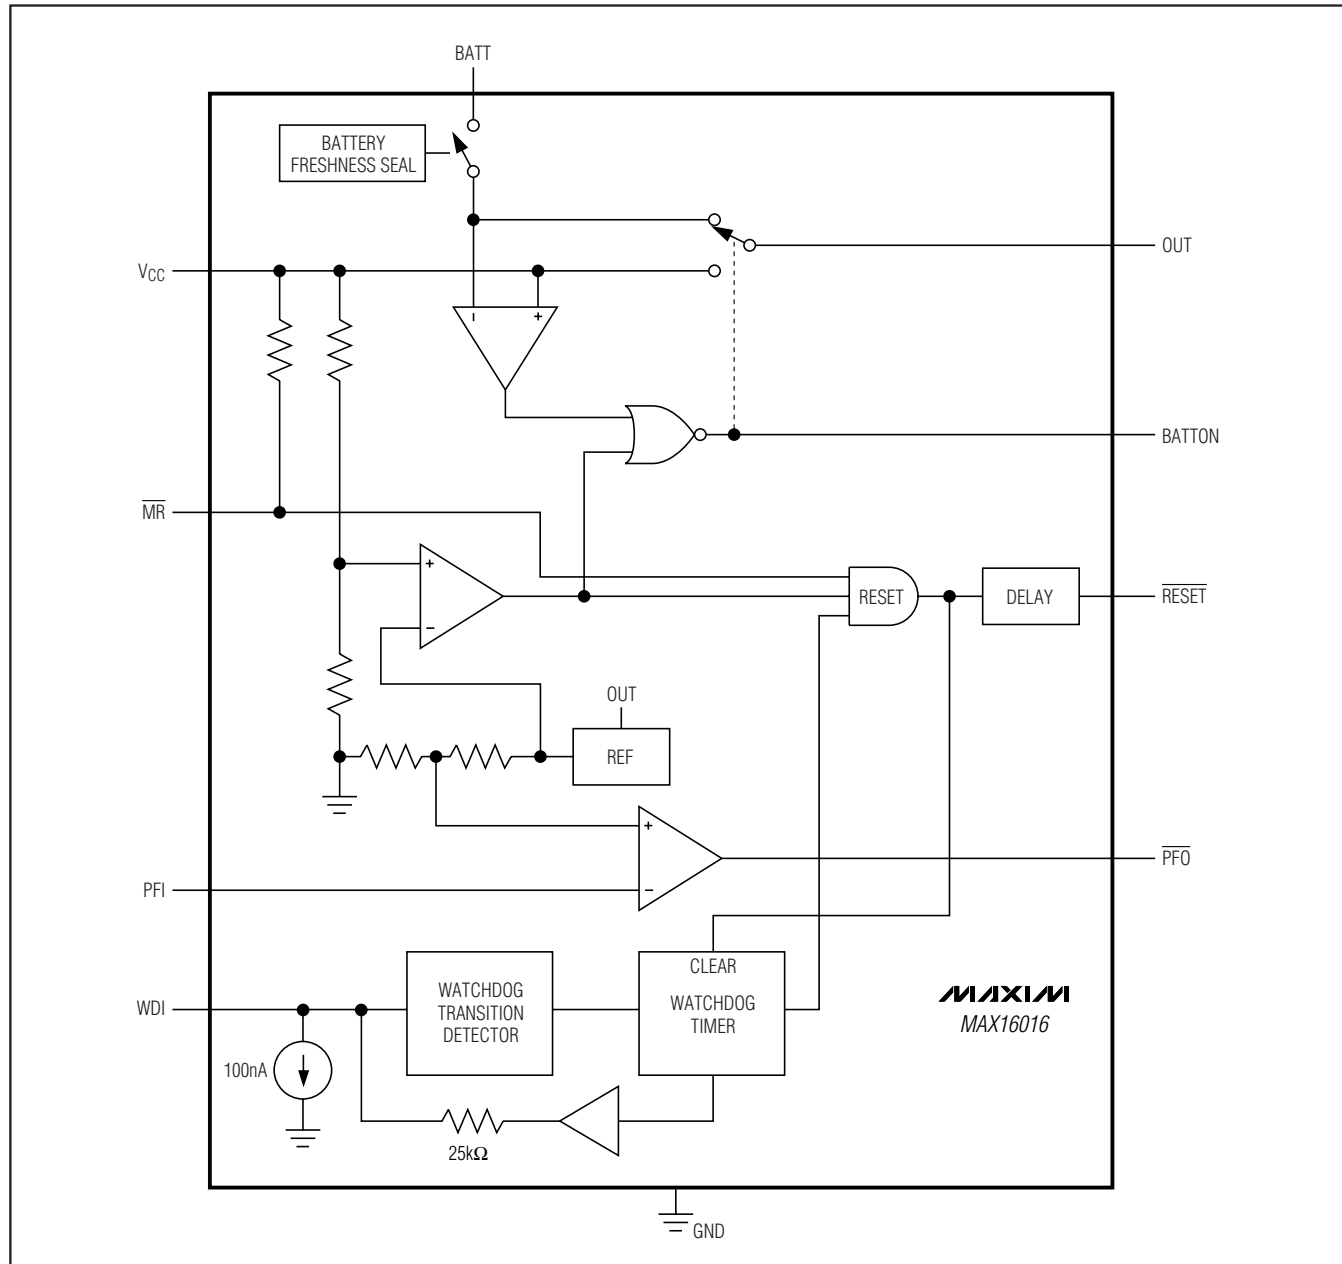 BATT
BATTERY
FRESHNESS SEAL
OUT
VCC
BATTON
MR
RESET
DELAY
RESET
OUT
REF
PFO
PFI
CLEAR
WATCHDOG
TIMER
WATCHDOG
TRANSITION
DETECTOR
WDI
100nA
25kΩ
MAXIM
MAX16016
GND
+
−
+
−
+
−